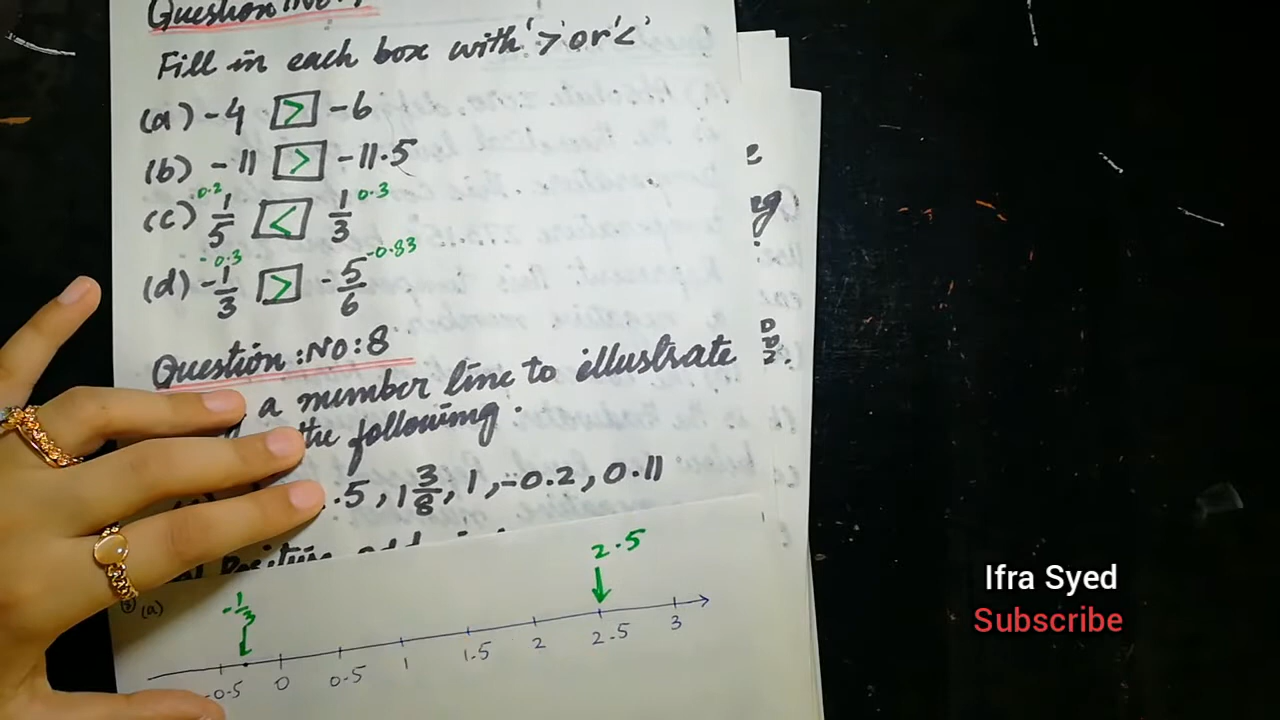 Question:No:
Fill in each box with '>' or '<'
(a) -4 > -6
(b) -11 > -11.5
(c) 0.2 1/5 < 1/3 0.3
(d) -0.3 -1/3 > -5/6 -0.83
Question:No:8
a number line to illustrate
the following.
.5, 1 3/8, 1, -0.2, 0.11
2.5
-1/3
(a)
-0.5 0 0.5 1 1.5 2 2.5 3
Ifra Syed
Subscribe